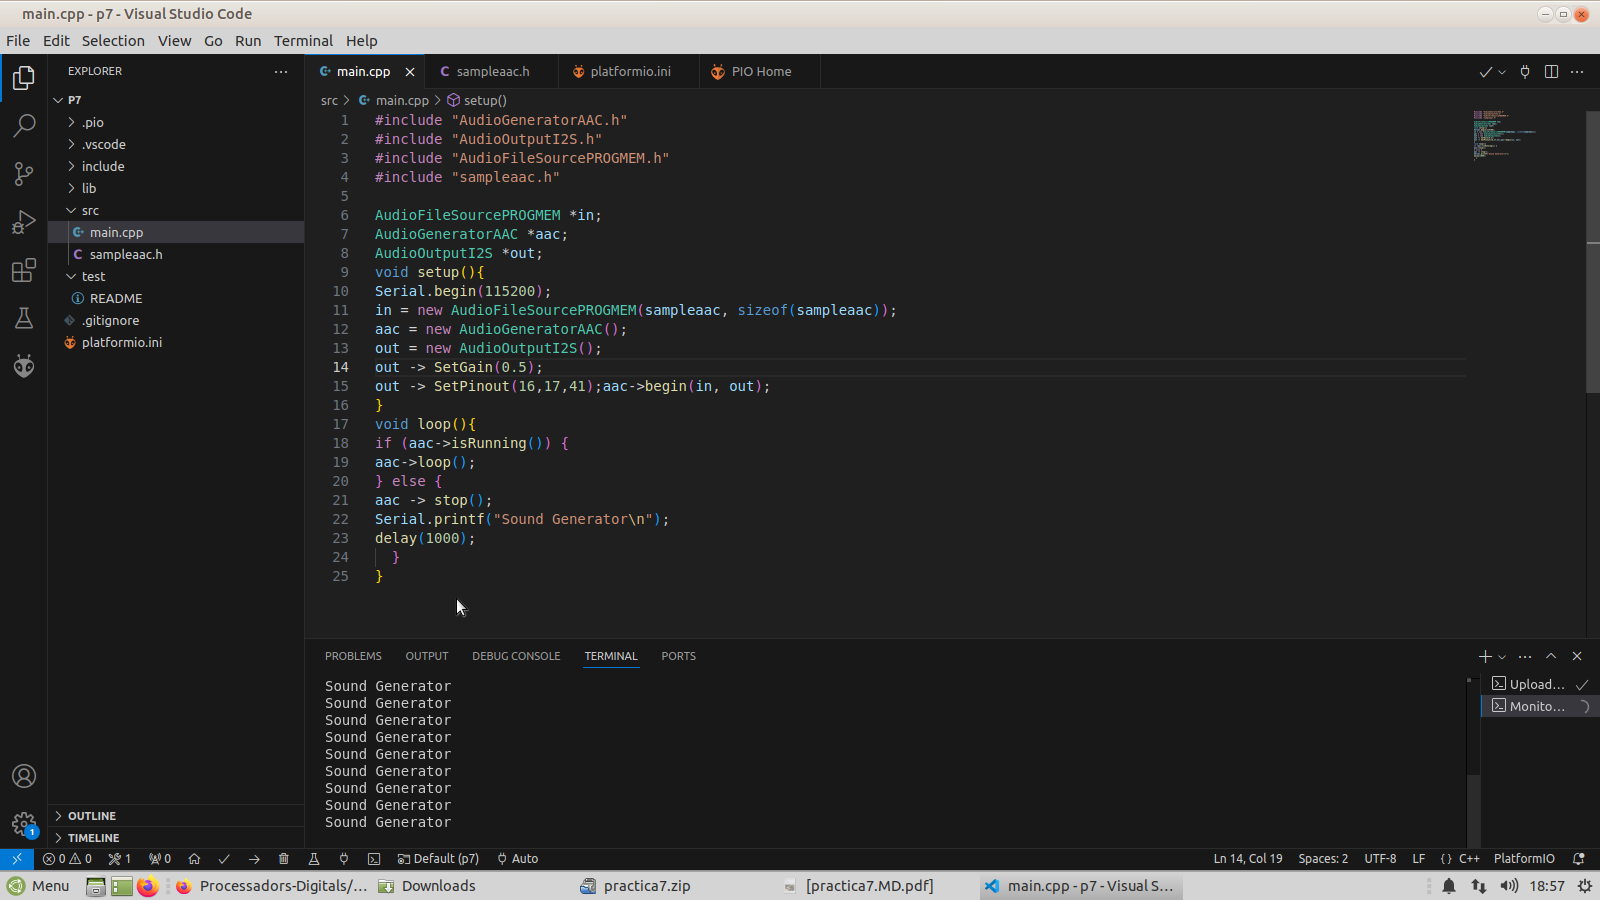 main.cpp - p7 - Visual Studio Code
File Edit Selection View Go Run Terminal Help
EXPLORER
P7
.pio
.vscode
include
lib
src
main.cpp
sampleaac.h
test
README
.gitignore
platformio.ini
OUTLINE
TIMELINE
main.cpp sampleaac.h platformio.ini PIO Home
src > main.cpp > setup()
1 #include "AudioGeneratorAAC.h"
2 #include "AudioOutputI2S.h"
3 #include "AudioFileSourcePROGMEM.h"
4 #include "sampleaac.h"
5
6 AudioFileSourcePROGMEM *in;
7 AudioGeneratorAAC *aac;
8 AudioOutputI2S *out;
9 void setup(){
10 Serial.begin(115200);
11 in = new AudioFileSourcePROGMEM(sampleaac, sizeof(sampleaac));
12 aac = new AudioGeneratorAAC();
13 out = new AudioOutputI2S();
14 out -> SetGain(0.5);
15 out -> SetPinout(16,17,41);aac->begin(in, out);
16 }
17 void loop(){
18 if (aac->isRunning()) {
19 aac->loop();
20 } else {
21 aac -> stop();
22 Serial.printf("Sound Generator\n");
23 delay(1000);
24 }
25 }
PROBLEMS OUTPUT DEBUG CONSOLE TERMINAL PORTS
Sound Generator
Sound Generator
Sound Generator
Sound Generator
Sound Generator
Sound Generator
Sound Generator
Sound Generator
Sound Generator
Upload...
Monito...
1
0 0 1 0 Default (p7) Auto Ln 14, Col 19 Spaces: 2 UTF-8 LF {} C++ PlatformIO
Menu Processadors-Digitals/... Downloads practica7.zip [practica7.MD.pdf] main.cpp - p7 - Visual S... 18:57